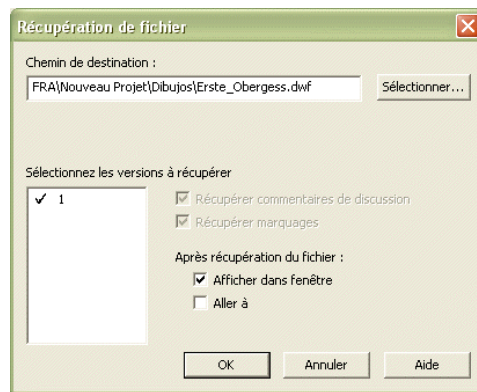 Récupération de fichier
Chemin de destination :
FRA\Nouveau Projet\Dibujos\Erste_Obergess.dwf
Sélectionner...
Sélectionnez les versions à récupérer
1
Récupérer commentaires de discussion
Récupérer marquages
Après récupération du fichier :
Afficher dans fenêtre
Aller à
OK
Annuler
Aide